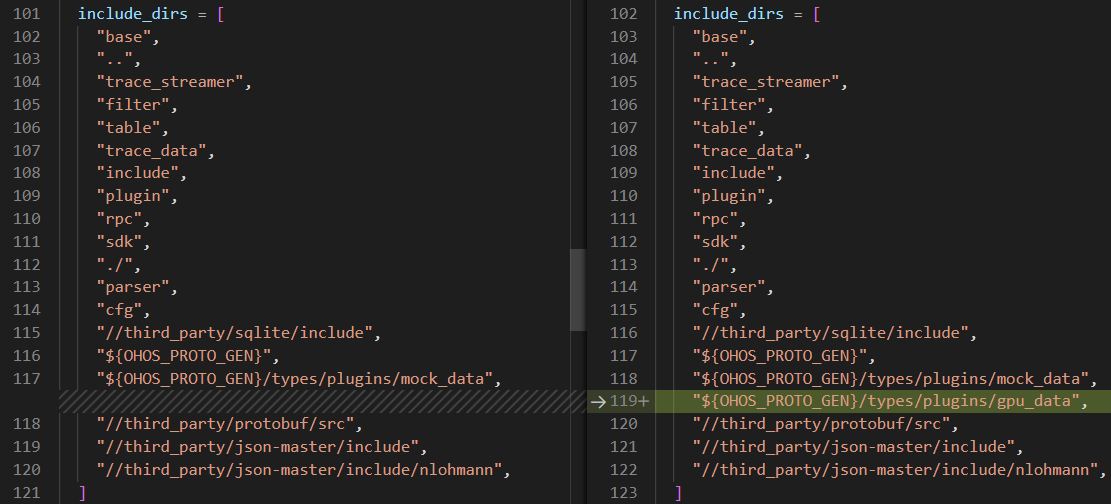 101 include_dirs = [
102 "base",
103 "..",
104 "trace_streamer",
105 "filter",
106 "table",
107 "trace_data",
108 "include",
109 "plugin",
110 "rpc",
111 "sdk",
112 "./",
113 "parser",
114 "cfg",
115 "//third_party/sqlite/include",
116 "${OHOS_PROTO_GEN}",
117 "${OHOS_PROTO_GEN}/types/plugins/mock_data",
118 "//third_party/protobuf/src",
119 "//third_party/json-master/include",
120 "//third_party/json-master/include/nlohmann",
121 ]
102 include_dirs = [
103 "base",
104 "..",
105 "trace_streamer",
106 "filter",
107 "table",
108 "trace_data",
109 "include",
110 "plugin",
111 "rpc",
112 "sdk",
113 "./",
114 "parser",
115 "cfg",
116 "//third_party/sqlite/include",
117 "${OHOS_PROTO_GEN}",
118 "${OHOS_PROTO_GEN}/types/plugins/mock_data",
→119+ "${OHOS_PROTO_GEN}/types/plugins/gpu_data",
120 "//third_party/protobuf/src",
121 "//third_party/json-master/include",
122 "//third_party/json-master/include/nlohmann",
123 ]